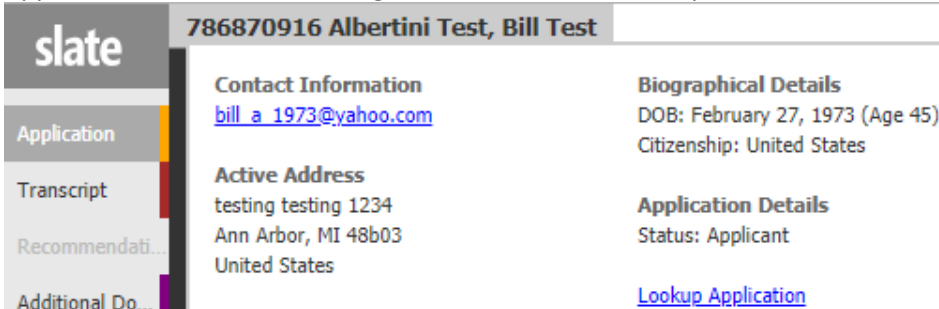 slate
786870916 Albertini Test, Bill Test
Application
Transcript
Recommendati...
Additional Do...
Contact Information
bill_a_1973@yahoo.com
Active Address
testing testing 1234
Ann Arbor, MI 48b03
United States
Biographical Details
DOB: February 27, 1973 (Age 45)
Citizenship: United States
Application Details
Status: Applicant
Lookup Application